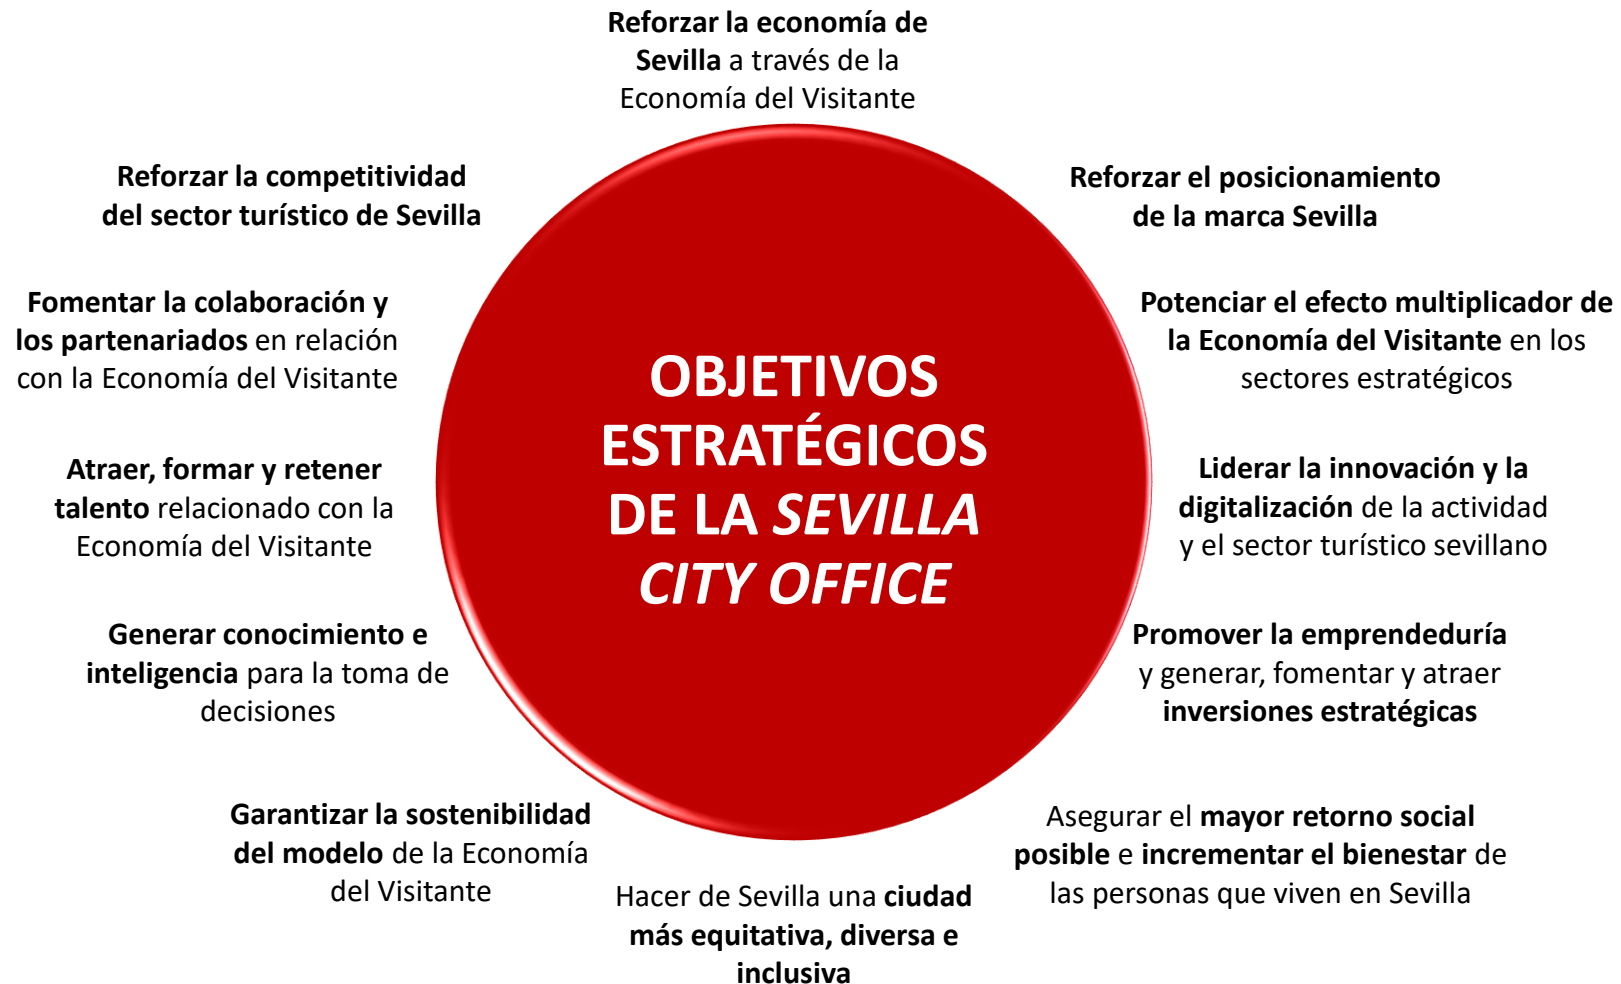 Reforzar la economía de
Sevilla a través de la
Economía del Visitante
Reforzar el posicionamiento
de la marca Sevilla
Potenciar el efecto multiplicador de
la Economía del Visitante en los
sectores estratégicos
Liderar la innovación y la
digitalización de la actividad
y el sector turístico sevillano
Promover la emprendeduría
y generar, fomentar y atraer
inversiones estratégicas
Asegurar el mayor retorno social
posible e incrementar el bienestar de
las personas que viven en Sevilla
Hacer de Sevilla una ciudad
más equitativa, diversa e
inclusiva
Garantizar la sostenibilidad
del modelo de la Economía
del Visitante
Generar conocimiento e
inteligencia para la toma de
decisiones
Atraer, formar y retener
talento relacionado con la
Economía del Visitante
Fomentar la colaboración y
los partenariados en relación
con la Economía del Visitante
Reforzar la competitividad
del sector turístico de Sevilla
OBJETIVOS
ESTRATÉGICOS
DE LA SEVILLA
CITY OFFICE